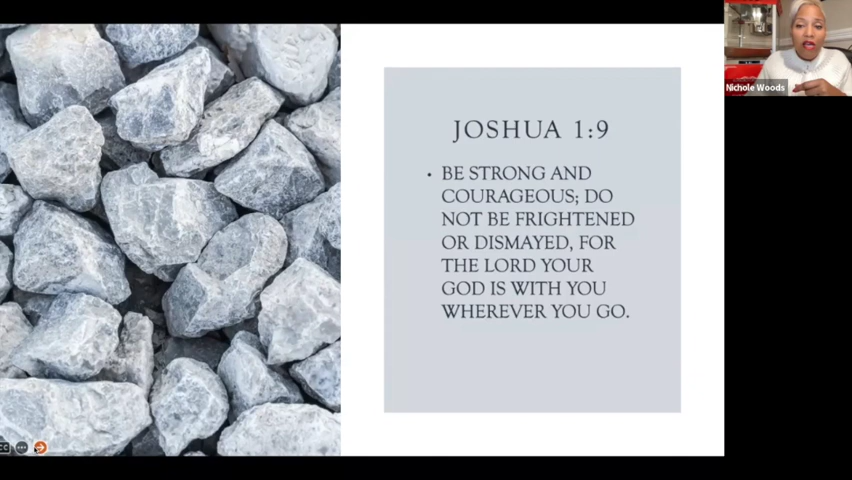 JOSHUA 1:9
• BE STRONG AND
COURAGEOUS; DO
NOT BE FRIGHTENED
OR DISMAYED, FOR
THE LORD YOUR
GOD IS WITH YOU
WHEREVER YOU GO.
Nichole Woods
CC